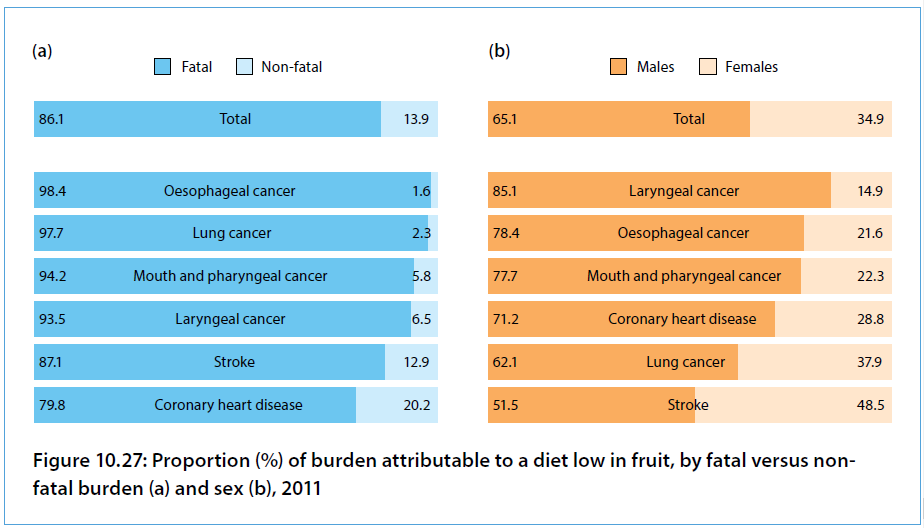 (a)
Fatal Non-fatal
86.1 Total 13.9
98.4 Oesophageal cancer 1.6
97.7 Lung cancer 2.3
94.2 Mouth and pharyngeal cancer 5.8
93.5 Laryngeal cancer 6.5
87.1 Stroke 12.9
79.8 Coronary heart disease 20.2
(b)
Males Females
65.1 Total 34.9
85.1 Laryngeal cancer 14.9
78.4 Oesophageal cancer 21.6
77.7 Mouth and pharyngeal cancer 22.3
71.2 Coronary heart disease 28.8
62.1 Lung cancer 37.9
51.5 Stroke 48.5
Figure 10.27: Proportion (%) of burden attributable to a diet low in fruit, by fatal versus non-
fatal burden (a) and sex (b), 2011